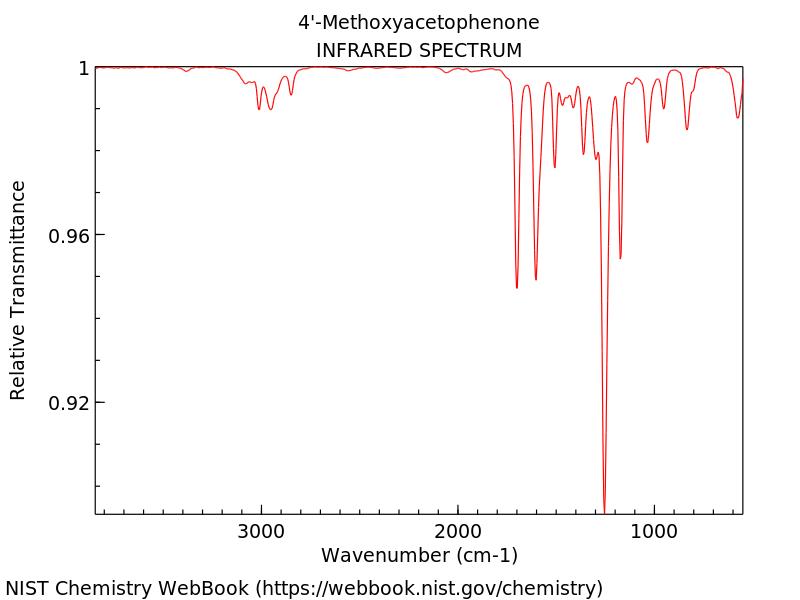 4'-Methoxyacetophenone
INFRARED SPECTRUM
1
0.96
0.92
Relative Transmittance
3000 2000 1000
Wavenumber (cm-1)
NIST Chemistry WebBook (https://webbook.nist.gov/chemistry)